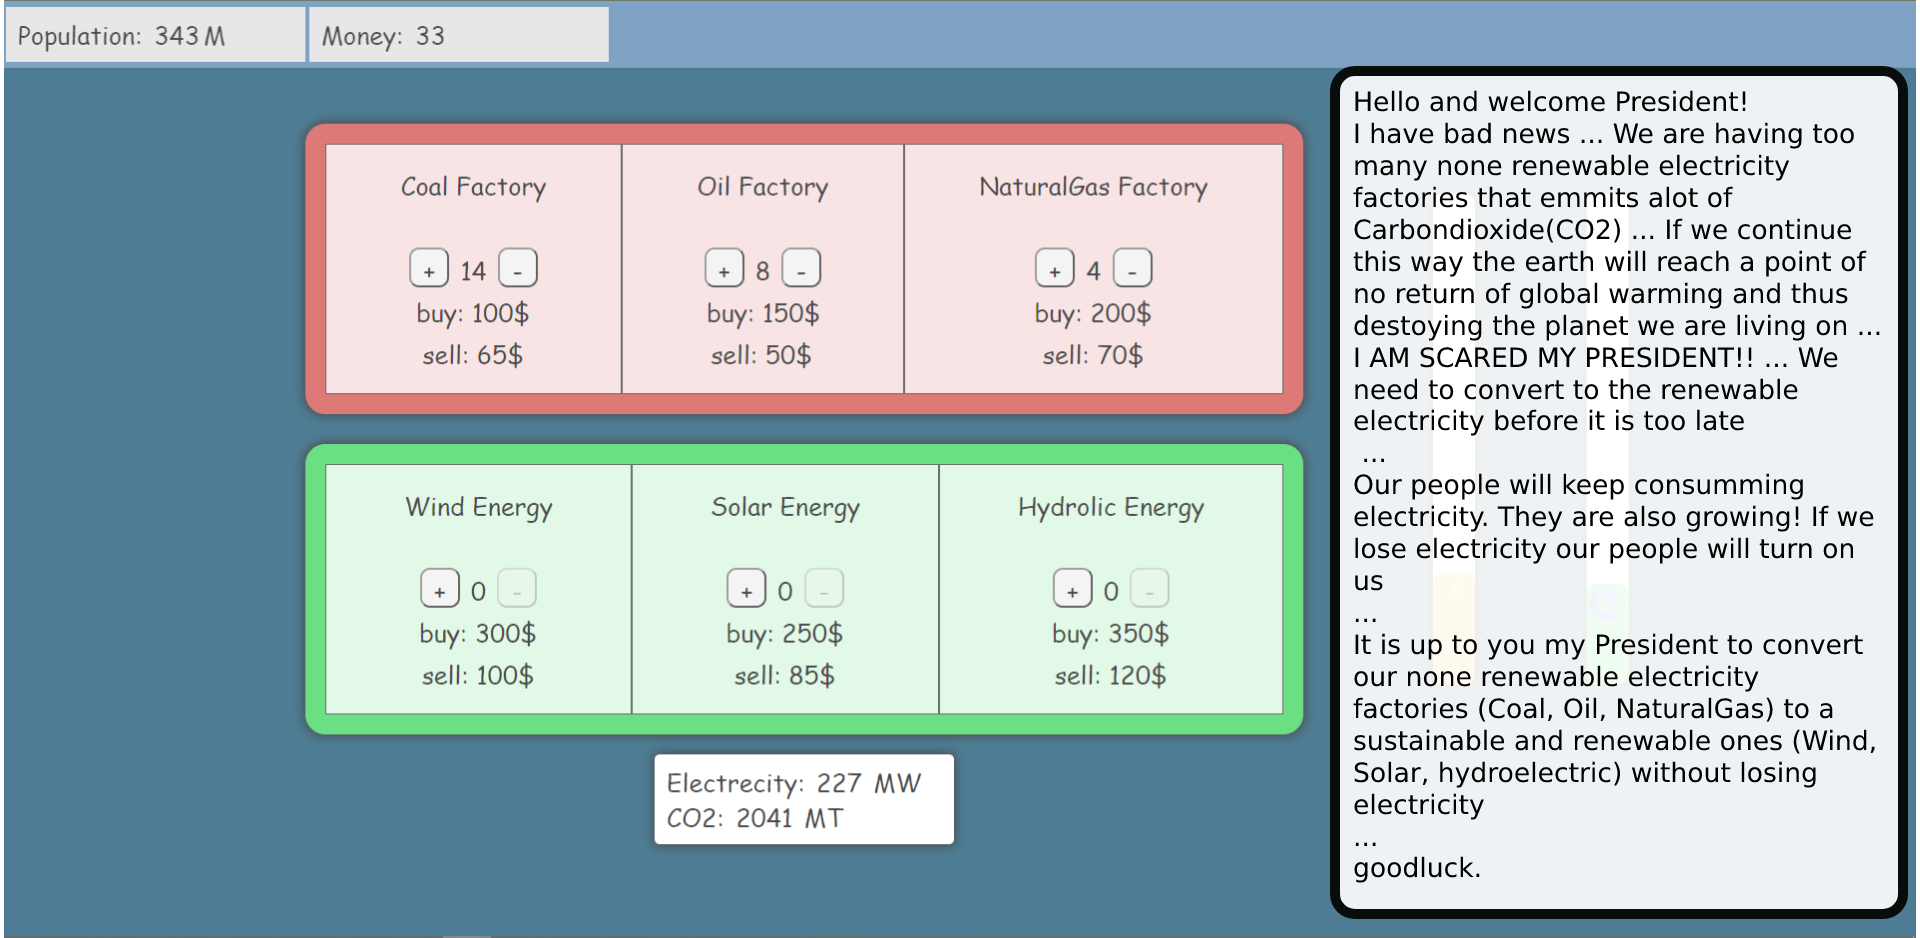 Population: 343 M
Money: 33
Coal Factory
+ 14 -
buy: 100$
sell: 65$
Oil Factory
+ 8 -
buy: 150$
sell: 50$
NaturalGas Factory
+ 4 -
buy: 200$
sell: 70$
Wind Energy
+ 0 -
buy: 300$
sell: 100$
Solar Energy
+ 0 -
buy: 250$
sell: 85$
Hydrolic Energy
+ 0 -
buy: 350$
sell: 120$
Electrecity: 227 MW
CO2: 2041 MT
Hello and welcome President!
I have bad news ... We are having too
many none renewable electricity
factories that emmits alot of
Carbondioxide(CO2) ... If we continue
this way the earth will reach a point of
no return of global warming and thus
destoying the planet we are living on ...
I AM SCARED MY PRESIDENT!! ... We
need to convert to the renewable
electricity before it is too late
...
Our people will keep consumming
electricity. They are also growing! If we
lose electricity our people will turn on
us
...
It is up to you my President to convert
our none renewable electricity
factories (Coal, Oil, NaturalGas) to a
sustainable and renewable ones (Wind,
Solar, hydroelectric) without losing
electricity
...
goodluck.